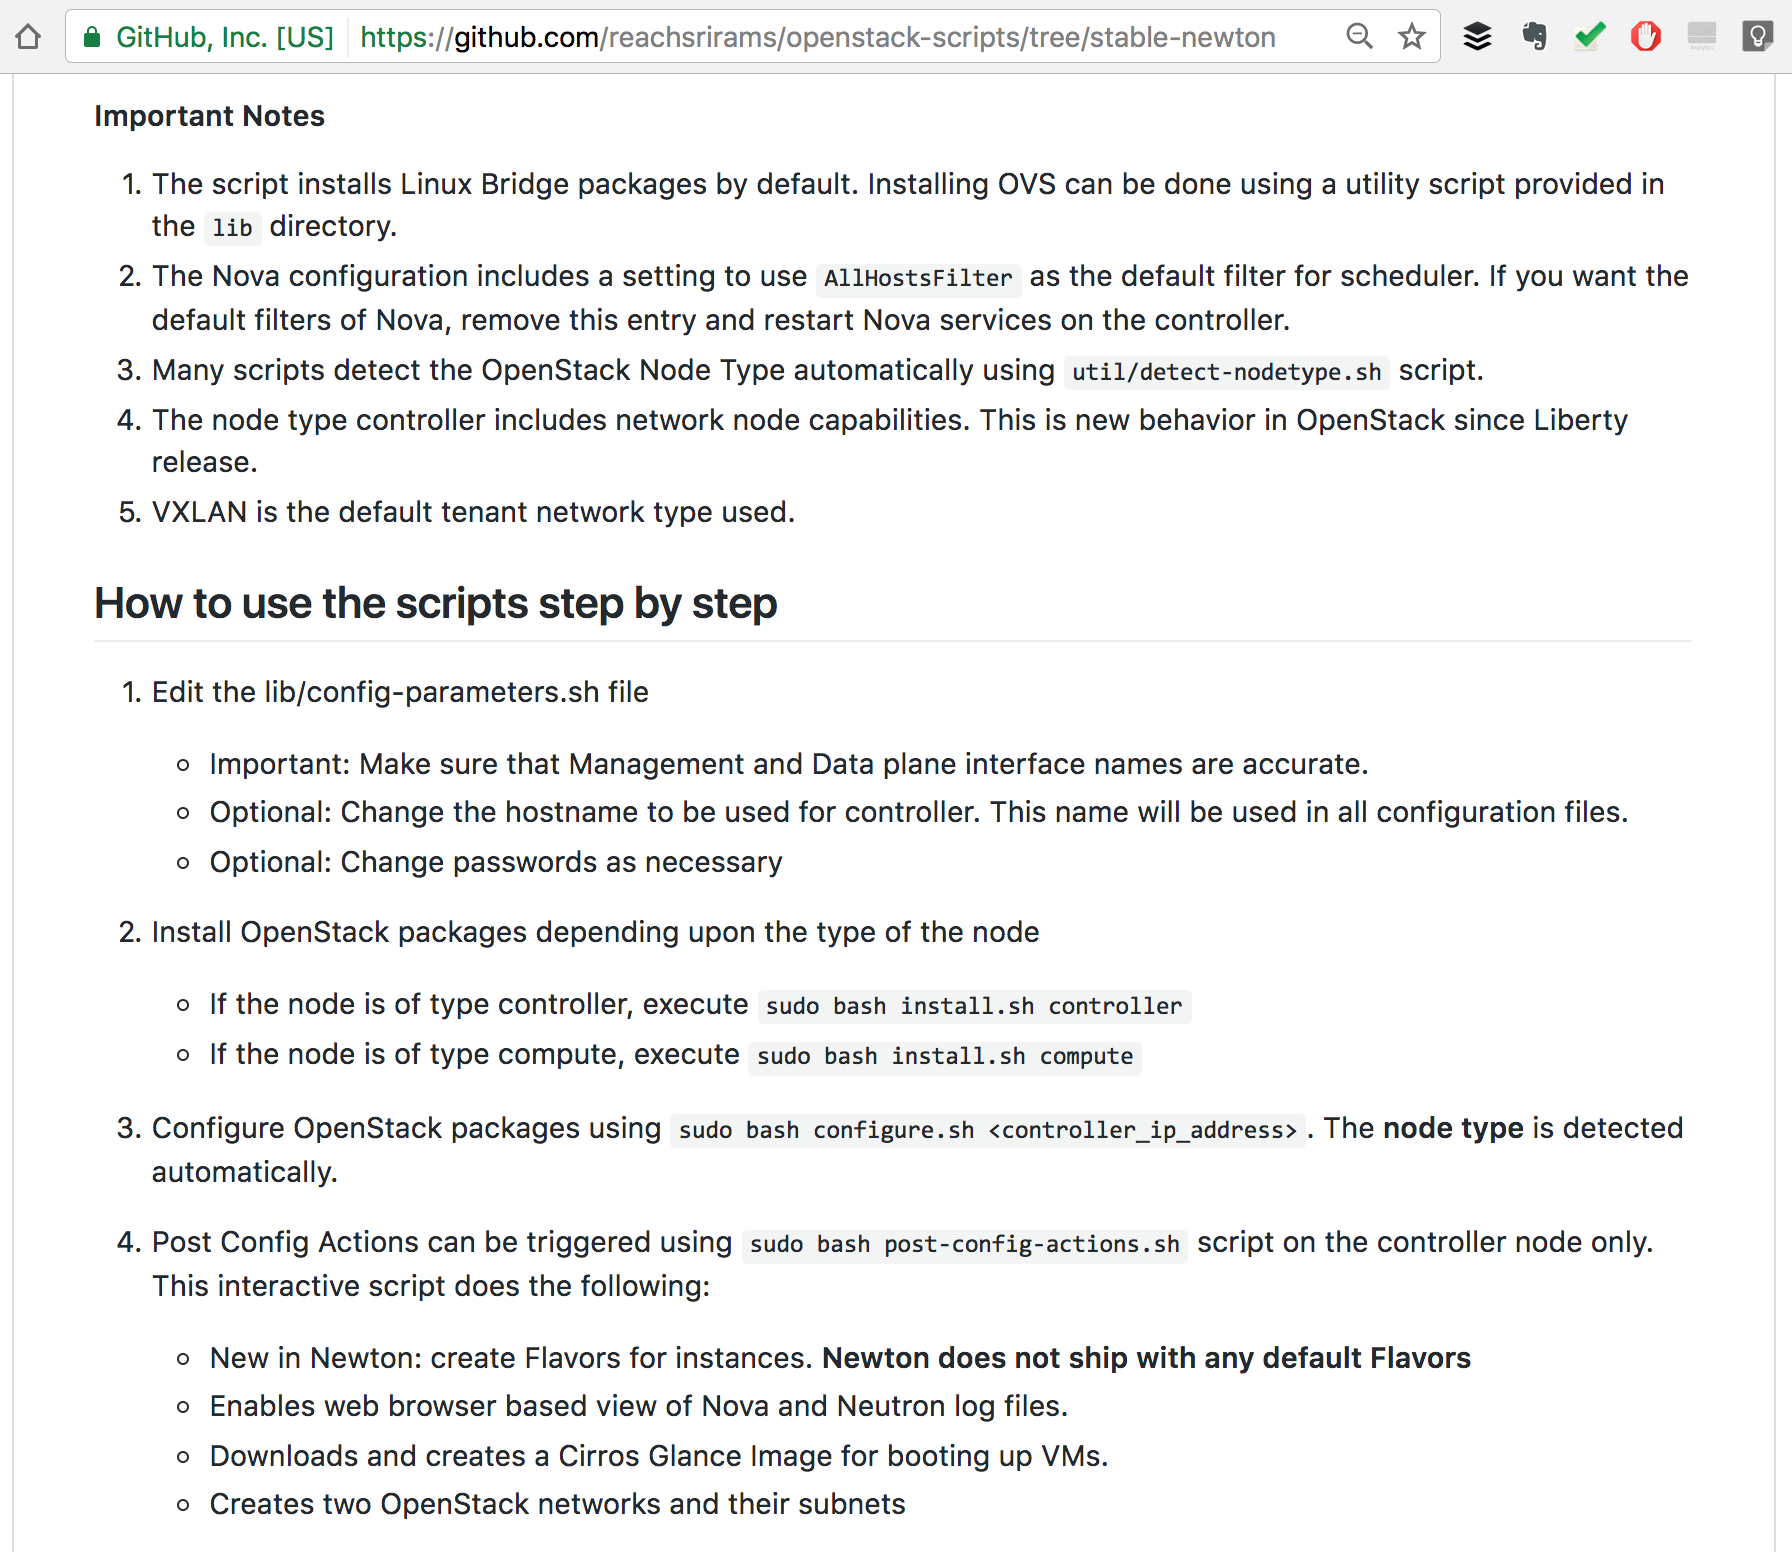 GitHub, Inc. [US] https://github.com/reachsrirams/openstack-scripts/tree/stable-newton
Important Notes
1. The script installs Linux Bridge packages by default. Installing OVS can be done using a utility script provided in
the lib directory.
2. The Nova configuration includes a setting to use AllHostsFilter as the default filter for scheduler. If you want the
default filters of Nova, remove this entry and restart Nova services on the controller.
3. Many scripts detect the OpenStack Node Type automatically using util/detect-nodetype.sh script.
4. The node type controller includes network node capabilities. This is new behavior in OpenStack since Liberty
release.
5. VXLAN is the default tenant network type used.
How to use the scripts step by step
1. Edit the lib/config-parameters.sh file
Important: Make sure that Management and Data plane interface names are accurate.
Optional: Change the hostname to be used for controller. This name will be used in all configuration files.
Optional: Change passwords as necessary
2. Install OpenStack packages depending upon the type of the node
If the node is of type controller, execute sudo bash install.sh controller
If the node is of type compute, execute sudo bash install.sh compute
3. Configure OpenStack packages using sudo bash configure.sh <controller_ip_address>. The node type is detected
automatically.
4. Post Config Actions can be triggered using sudo bash post-config-actions.sh script on the controller node only.
This interactive script does the following:
New in Newton: create Flavors for instances. Newton does not ship with any default Flavors
Enables web browser based view of Nova and Neutron log files.
Downloads and creates a Cirros Glance Image for booting up VMs.
Creates two OpenStack networks and their subnets